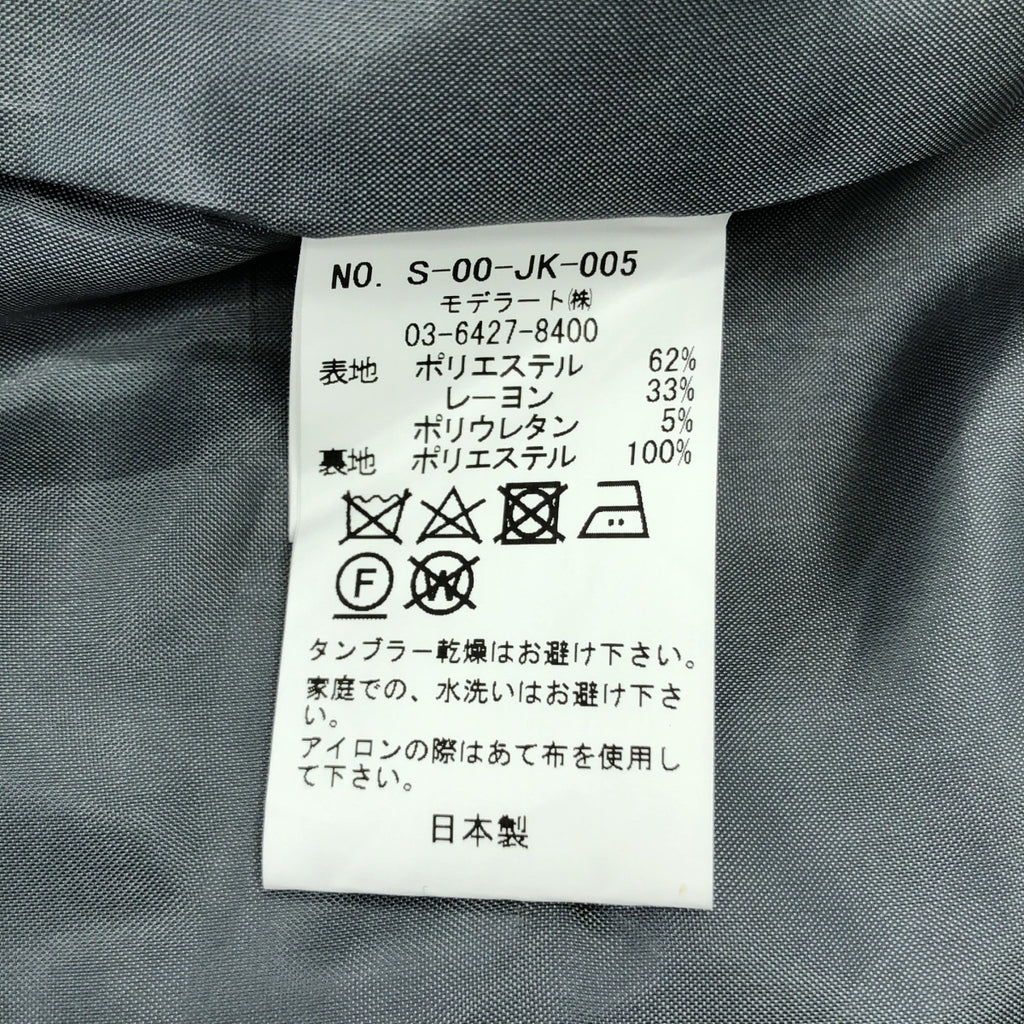 NO. S-00-JK-005
モデラート㈱
03-6427-8400
表地 ポリエステル 62%
レーヨン 33%
ポリウレタン 5%
裏地 ポリエステル 100%
F W
タンブラー乾燥はお避け下さい。
家庭での、水洗いはお避け下さ
い。
アイロンの際はあて布を使用し
て下さい。
日本製